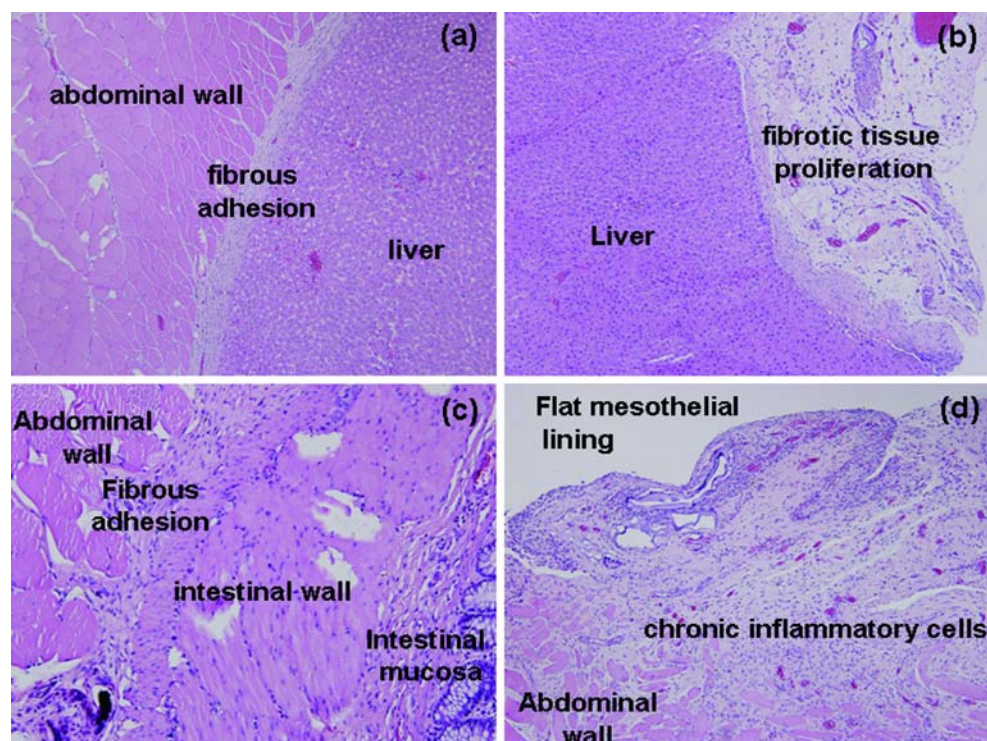 (a)
abdominal wall
fibrous
adhesion
liver
(b)
fibrotic tissue
proliferation
Liver
(c)
Abdominal
wall
Fibrous
adhesion
intestinal wall
Intestinal
mucosa
(d)
Flat mesothelial
lining
chronic inflammatory cells
Abdominal
wall